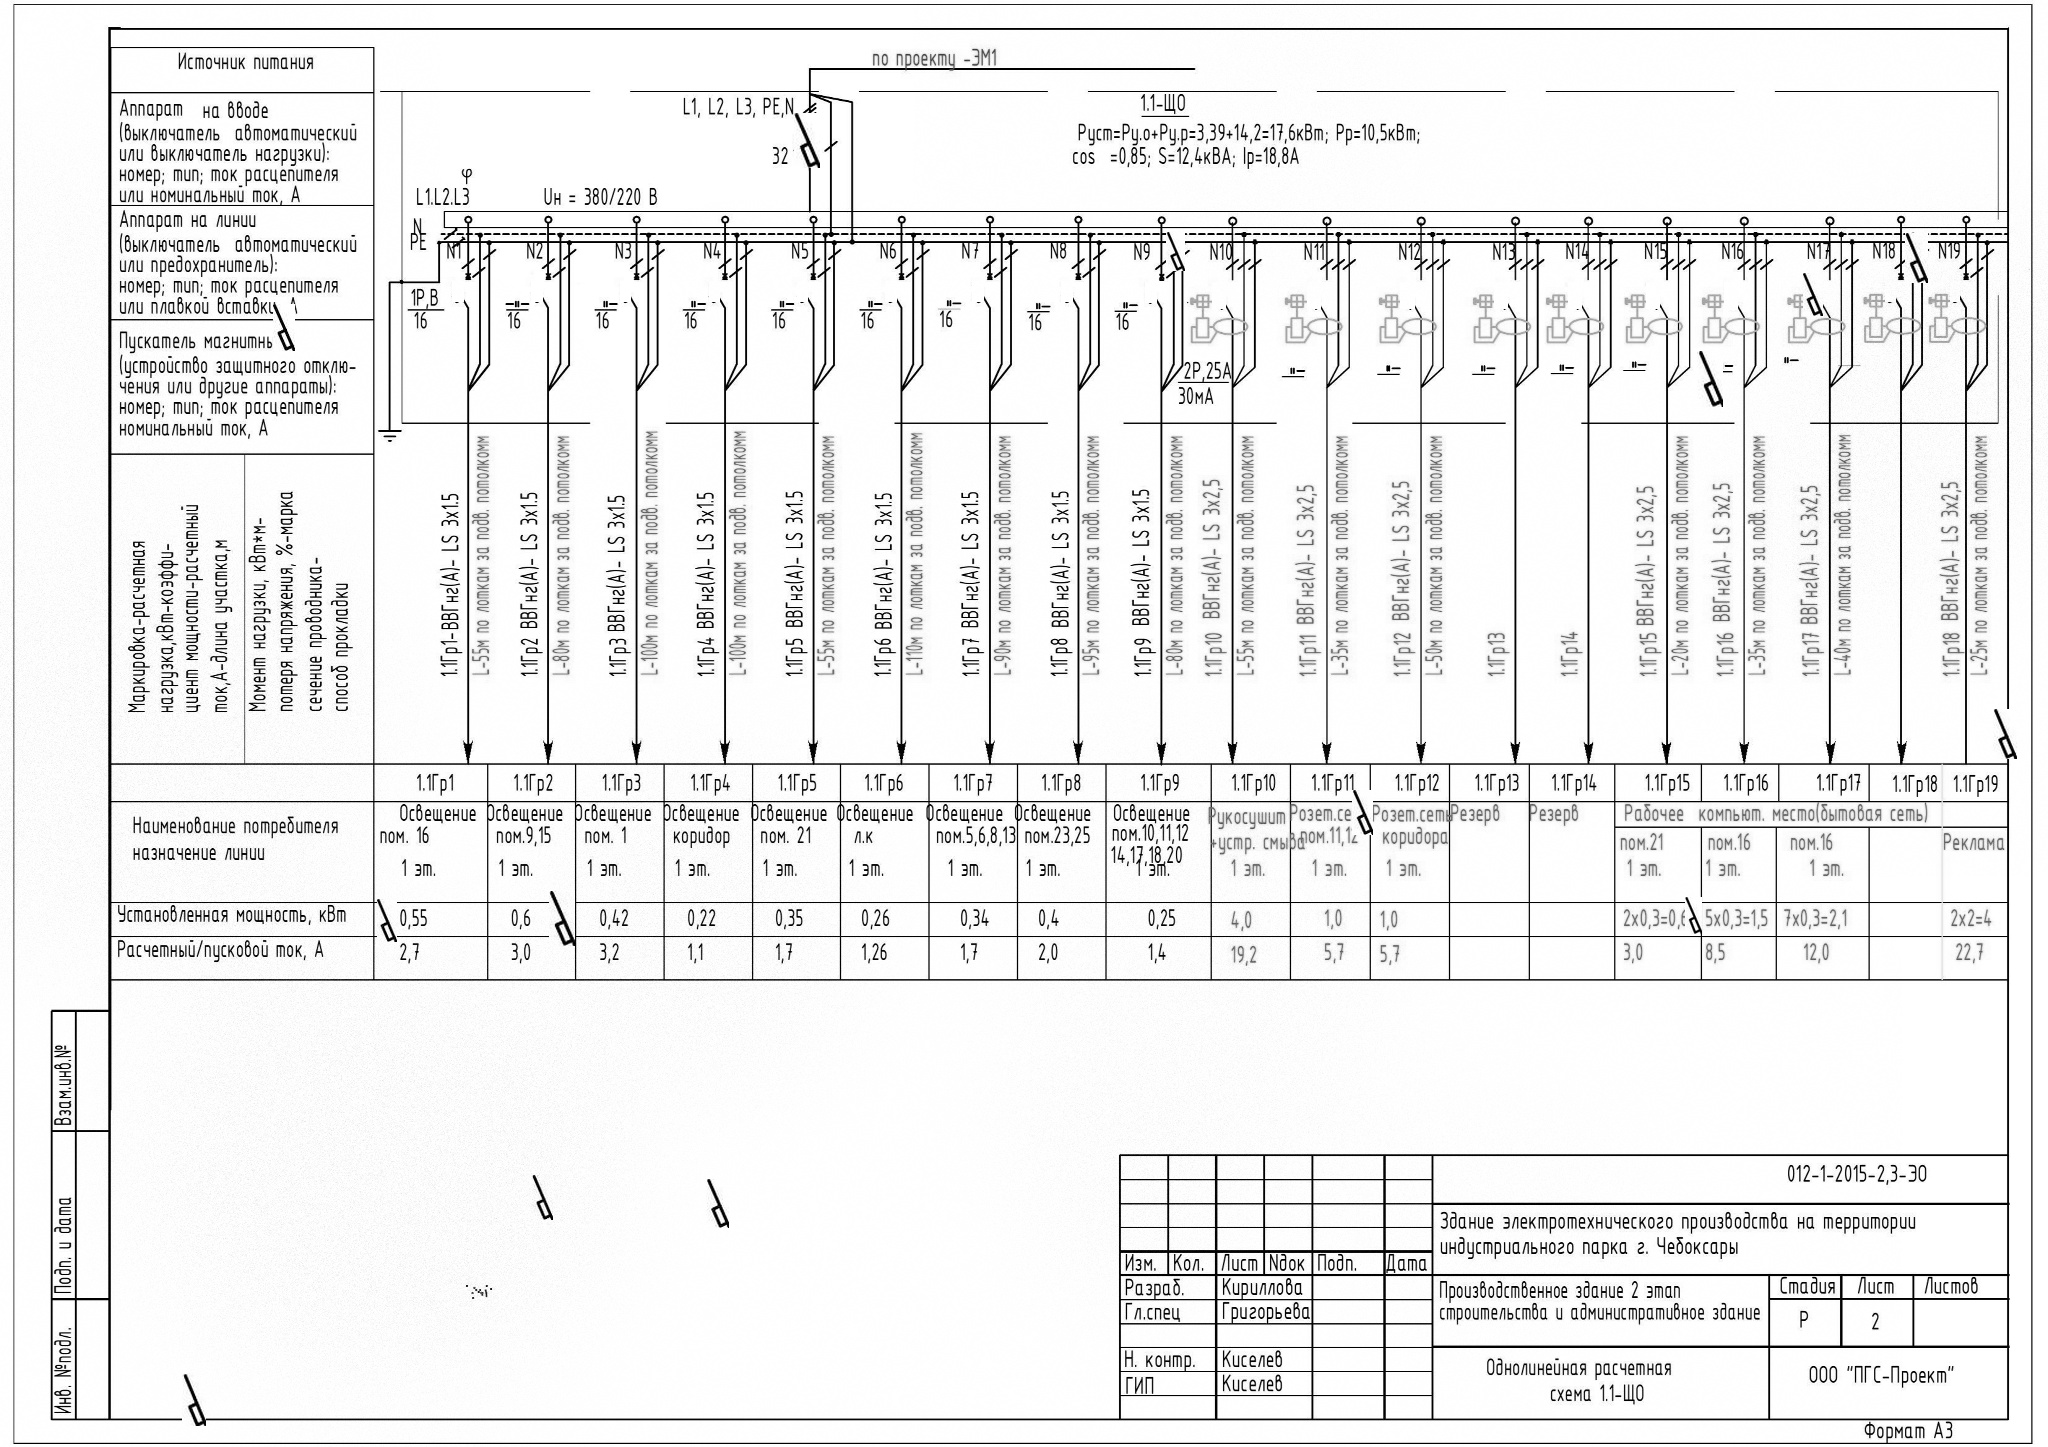 Источник питания
Аппарат на вводе
(выключатель автоматический
или выключатель нагрузки):
номер; тип; ток расцепителя
или номинальный ток, А
Аппарат на линии
(выключатель автоматический
или предохранитель):
номер; тип; ток расцепителя
или плавкой вставки
Пускатель магнитны
(устройство защитного отклю-
чения или другие аппараты):
номер; тип; ток расцепителя
номинальный ток, А
Маркировка-расчетная
нагрузка,кВт-коэффи-
циент мощности-расчетный
ток,А-длина участка,м
Момент нагрузки, кВт*м-
потеря напряжения, %-марка
сечение проводника-
способ прокладки
по проекту -ЭМ1
L1, L2, L3, PE,N
32
1.1-ЩО
Руст=Ру.о+Ру.р=3,39+14,2=17,6кВт; Рр=10,5кВт;
cos =0,85; S=12,4кВА; Iр=18,8А
φ
L1.L2.L3
Uн = 380/220 В
N
PE
N1 N2 N3 N4 N5 N6 N7 N8 N9 N10 N11 N12 N13 N14 N15 N16 N17 N18 N19
1Р,В
16
-"- 16
-"- 16
-"- 16
-"- 16
-"- 16
-"- 16
-"- 16
-"- 16
2Р,25А
30мА
-"- -"- -"- -"- -"- -"-
1.1Гр1-ВВГнг(А)- LS 3х1.5
L-55м по лоткам за подв. потолкомм
1.1Гр2 ВВГнг(А)- LS 3х1.5
L-80м по лоткам за подв. потолкомм
1.1Гр3 ВВГнг(А)- LS 3х1.5
L-100м по лоткам за подв. потолкомм
1.1Гр4 ВВГнг(А)- LS 3х1.5
L-100м по лоткам за подв. потолкомм
1.1Гр5 ВВГнг(А)- LS 3х1.5
L-55м по лоткам за подв. потолкомм
1.1Гр6 ВВГнг(А)- LS 3х1.5
L-110м по лоткам за подв. потолкомм
1.1Гр7 ВВГнг(А)- LS 3х1.5
L-90м по лоткам за подв. потолкомм
1.1Гр8 ВВГнг(А)- LS 3х1.5
L-95м по лоткам за подв. потолкомм
1.1Гр9 ВВГнг(А)- LS 3х1.5
L-80м по лоткам за подв. потолкомм
1.1Гр10 ВВГнг(А)- LS 3х2,5
L-55м по лоткам за подв. потолкомм
1.1Гр11 ВВГнг(А)- LS 3х2,5
L-35м по лоткам за подв. потолкомм
1.1Гр12 ВВГнг(А)- LS 3х2,5
L-50м по лоткам за подв. потолкомм
1.1Гр13
1.1Гр14
1.1Гр15 ВВГнг(А)- LS 3х2,5
L-20м по лоткам за подв. потолкомм
1.1Гр16 ВВГнг(А)- LS 3х2,5
L-35м по лоткам за подв. потолкомм
1.1Гр17 ВВГнг(А)- LS 3х2,5
L-40м по лоткам за подв. потолкомм
1.1Гр18 ВВГнг(А)- LS 3х2,5
L-25м по лоткам за подв. потолкомм
1.1Гр1 1.1Гр2 1.1Гр3 1.1Гр4 1.1Гр5 1.1Гр6 1.1Гр7 1.1Гр8 1.1Гр9 1.1Гр10 1.1Гр11 1.1Гр12 1.1Гр13 1.1Гр14 1.1Гр15 1.1Гр16 1.1Гр17 1.1Гр18 1.1Гр19
Наименование потребителя
назначение линии
Освещение
пом. 16
1 эт.
Освещение
пом.9,15
1 эт.
Освещение
пом. 1
1 эт.
Освещение
коридор
1 эт.
Освещение
пом. 21
1 эт.
Освещение
л.к
1 эт.
Освещение
пом.5,6,8,13
1 эт.
Освещение
пом.23,25
1 эт.
Освещение
пом.10,11,12
14,17,18,20
1 эт.
Рукосушит
+устр. смыва
1 эт.
Розет.се
пом.11,12
1 эт.
Розет.сеть
коридора
1 эт.
Резерв
Резерв
Рабочее компьют. место(бытовая сеть)
пом.21
1 эт.
пом.16
1 эт.
пом.16
1 эт.
Реклама
Установленная мощность, кВт
0,55 0,6 0,42 0,22 0,35 0,26 0,34 0,4 0,25 4,0 1,0 1,0 2х0,3=0,6 5х0,3=1,5 7х0,3=2,1 2х2=4
Расчетный/пусковой ток, А
2,7 3,0 3,2 1,1 1,7 1,26 1,7 2,0 1,4 19,2 5,7 5,7 3,0 8,5 12,0 22,7
Взам.инв.№
Подп. и дата
Инв. №подл.
012-1-2015-2,3-ЭО
Здание электротехнического производства на территории
индустриального парка г. Чебоксары
Изм. Кол. Лист Nдок Подп. Дата
Разраб. Кириллова
Гл.спец Григорьева
Н. контр. Киселев
ГИП Киселев
Производственное здание 2 этап
строительства и административное здание
Стадия Лист Листов
Р 2
Однолинейная расчетная
схема 1.1-ЩО
ООО "ПГС-Проект"
Формат А3